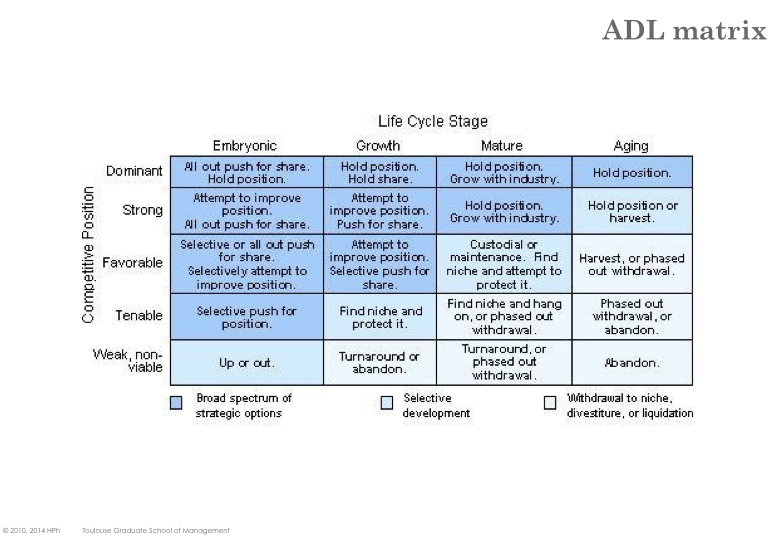 ADL matrix
Life Cycle Stage
Embryonic
Growth
Mature
Aging
Competitive Position
Dominant
All out push for share.
Hold position.
Hold position.
Hold share.
Hold position.
Grow with industry.
Hold position.
Strong
Attempt to improve
position.
All out push for share.
Attempt to
improve position.
Push for share.
Hold position.
Grow with industry.
Hold position or
harvest.
Favorable
Selective or all out push
for share.
Selectively attempt to
improve position.
Attempt to
improve position.
Selective push for
share.
Custodial or
maintenance. Find
niche and attempt to
protect it.
Harvest, or phased
out withdrawal.
Tenable
Selective push for
position.
Find niche and
protect it.
Find niche and hang
on, or phased out
withdrawal.
Phased out
withdrawal, or
abandon.
Weak, non-
viable
Up or out.
Turnaround or
abandon.
Turnaround, or
phased out
withdrawal.
Abandon.
Broad spectrum of
strategic options
Selective
development
Withdrawal to niche,
divestiture, or liquidation
© 2010, 2014 HPh
Toulouse Graduate School of Management